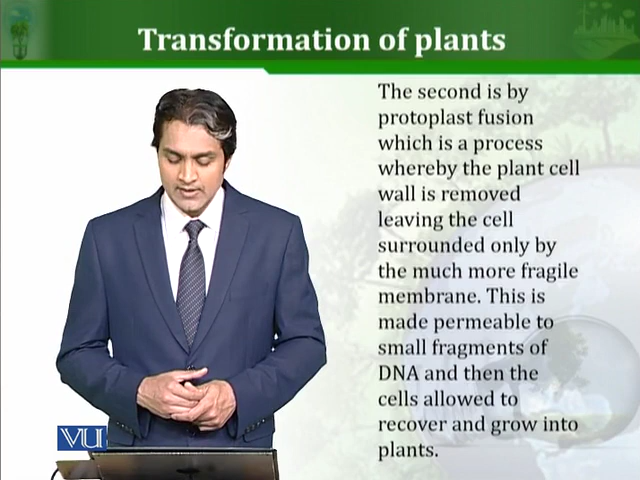 Transformation of plants
The second is by
protoplast fusion
which is a process
whereby the plant cell
wall is removed
leaving the cell
surrounded only by
the much more fragile
membrane. This is
made permeable to
small fragments of
DNA and then the
cells allowed to
recover and grow into
plants.
VU